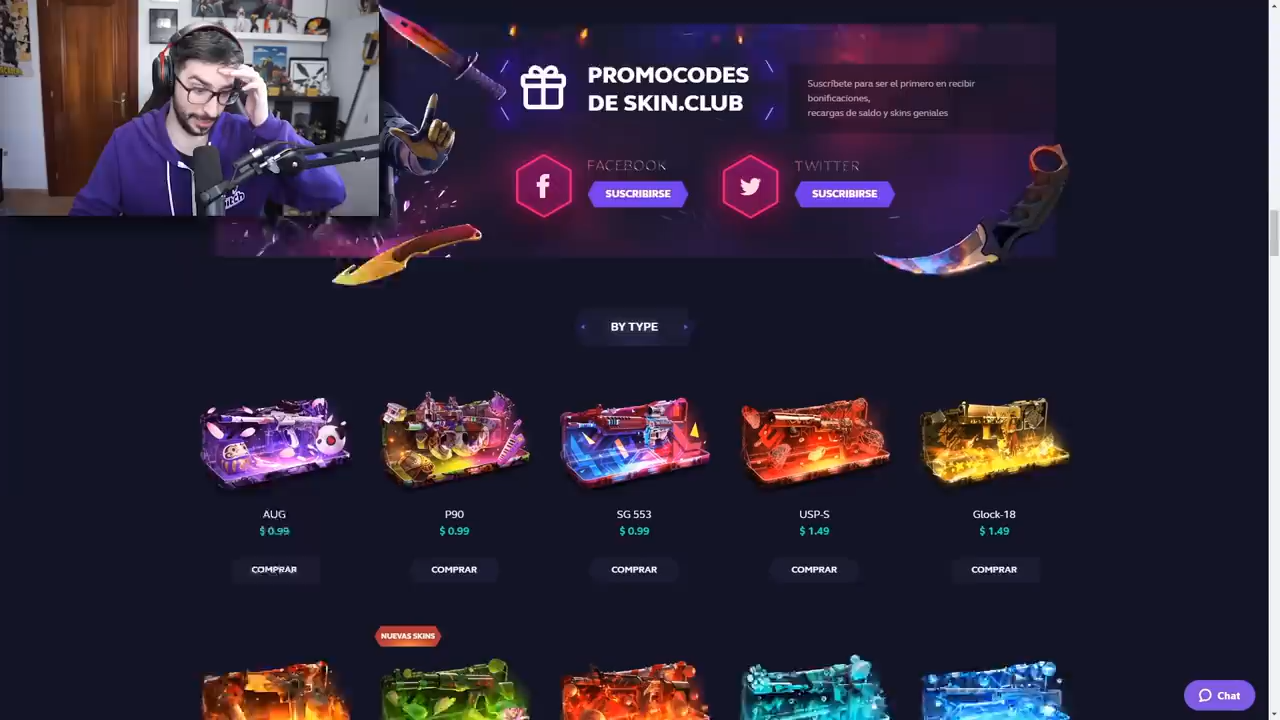 PROMOCODES
DE SKIN.CLUB
Suscríbete para ser el primero en recibir
bonificaciones,
recargas de saldo y skins geniales
FACEBOOK
SUSCRIBIRSE
TWITTER
SUSCRIBIRSE
BY TYPE
AUG
$ 0.99
COMPRAR
P90
$ 0.99
COMPRAR
SG 553
$ 0.99
COMPRAR
USP-S
$ 1.49
COMPRAR
Glock-18
$ 1.49
COMPRAR
NUEVAS SKINS
Chat